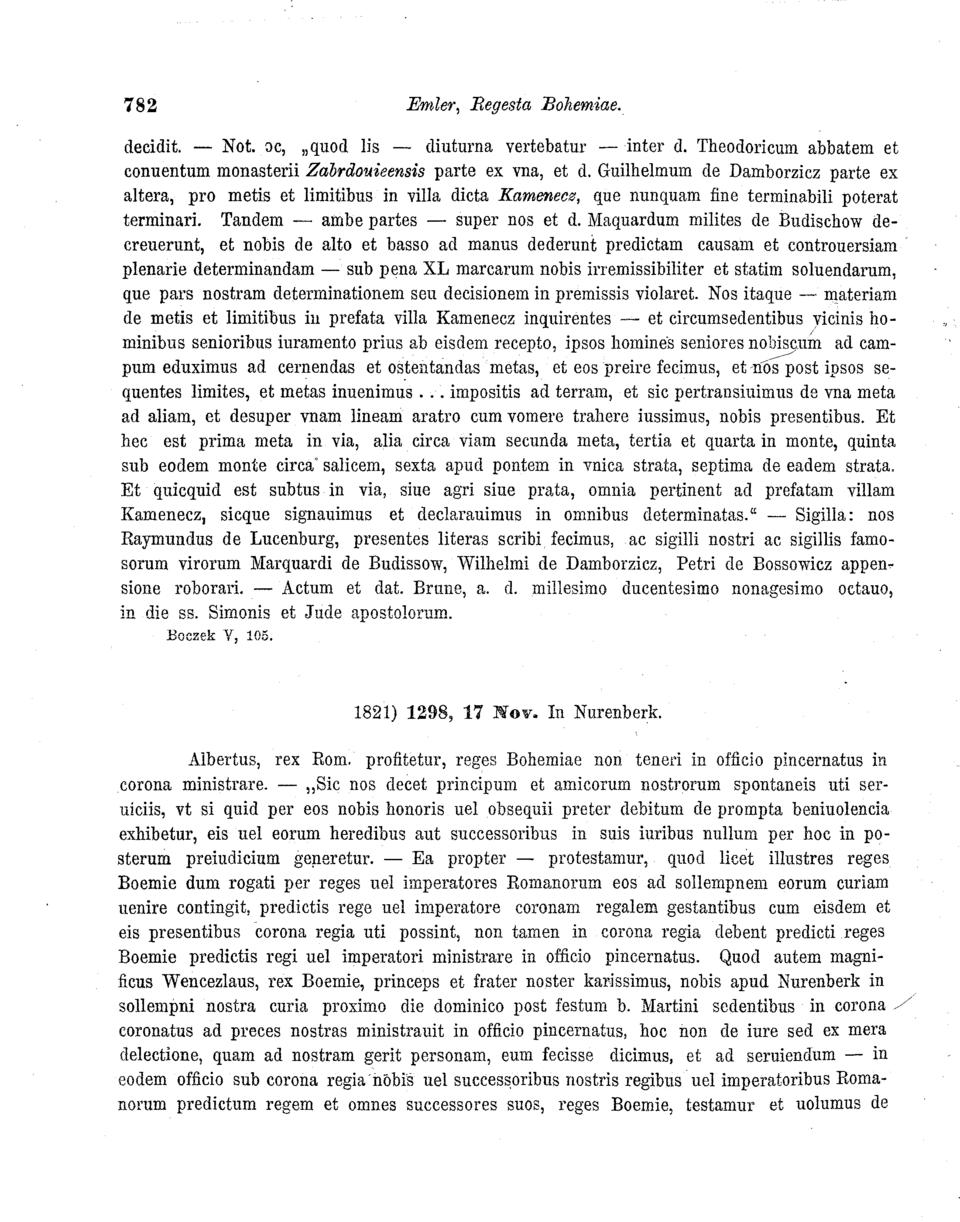 782 Emler, Regesta Bohemiae.
decidit. — Not. ɔc, „quod lis — diuturna vertebatur — inter d. Theodoricum abbatem et
conuentum monasterii Zabrdouieensis parte ex vna, et d. Guilhelmum de Damborzicz parte ex
altera, pro metis et limitibus in villa dicta Kamenecz, que nunquam fine terminabili poterat
terminari. Tandem — ambe partes — super nos et d. Maquardum milites de Budischow de-
creuerunt, et nobis de alto et basso ad manus dederunt predictam causam et controuersiam
plenarie determinandam — sub pena XL marcarum nobis irremissibiliter et statim soluendarum,
que pars nostram determinationem seu decisionem in premissis violaret. Nos itaque — materiam
de metis et limitibus in prefata villa Kamenecz inquirentes — et circumsedentibus vicinis ho-
minibus senioribus iuramento prius ab eisdem recepto, ipsos homines seniores nobiscum ad cam-
pum eduximus ad cernendas et ostentandas metas, et eos preire fecimus, et nos post ipsos se-
quentes limites, et metas inuenimus . . . impositis ad terram, et sic pertransiuimus de vna meta
ad aliam, et desuper vnam lineam aratro cum vomere trahere iussimus, nobis presentibus. Et
hec est prima meta in via, alia circa viam secunda meta, tertia et quarta in monte, quinta
sub eodem monte circa salicem, sexta apud pontem in vnica strata, septima de eadem strata.
Et quicquid est subtus in via, siue agri siue prata, omnia pertinent ad prefatam villam
Kamenecz, sicque signauimus et declarauimus in omnibus determinatas.“ — Sigilla: nos
Raymundus de Lucenburg, presentes literas scribi fecimus, ac sigilli nostri ac sigillis famo-
sorum virorum Marquardi de Budissow, Wilhelmi de Damborzicz, Petri de Bossowicz appen-
sione roborari. — Actum et dat. Brune, a. d. millesimo ducentesimo nonagesimo octauo,
in die ss. Simonis et Jude apostolorum.
Boczek V, 105.
1821) 1298, 17 Nov. In Nurenberk.
Albertus, rex Rom. profitetur, reges Bohemiae non teneri in officio pincernatus in
corona ministrare. — „Sic nos decet principum et amicorum nostrorum spontaneis uti ser-
uiciis, vt si quid per eos nobis honoris uel obsequii preter debitum de prompta beniuolencia
exhibetur, eis uel eorum heredibus aut successoribus in suis iuribus nullum per hoc in po-
sterum preiudicium generetur. — Ea propter — protestamur, quod licet illustres reges
Boemie dum rogati per reges uel imperatores Romanorum eos ad sollempnem eorum curiam
uenire contingit, predictis rege uel imperatore coronam regalem gestantibus cum eisdem et
eis presentibus corona regia uti possint, non tamen in corona regia debent predicti reges
Boemie predictis regi uel imperatori ministrare in officio pincernatus. Quod autem magni-
ficus Wencezlaus, rex Boemie, princeps et frater noster karissimus, nobis apud Nurenberk in
sollempni nostra curia proximo die dominico post festum b. Martini sedentibus in corona
coronatus ad preces nostras ministrauit in officio pincernatus, hoc non de iure sed ex mera
delectione, quam ad nostram gerit personam, eum fecisse dicimus, et ad seruiendum — in
eodem officio sub corona regia nobis uel successoribus nostris regibus uel imperatoribus Roma-
norum predictum regem et omnes successores suos, reges Boemie, testamur et uolumus de